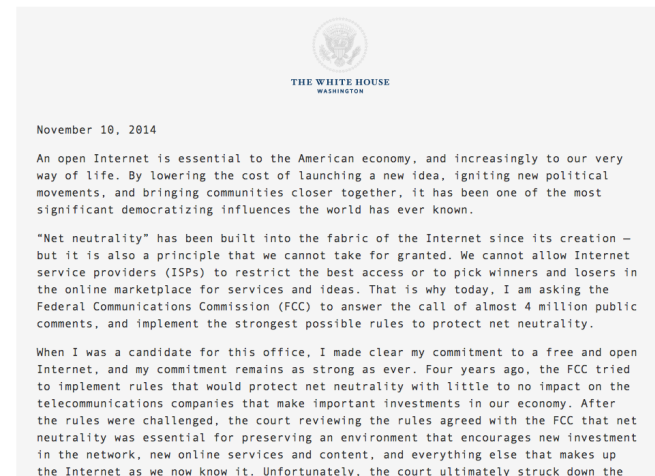 THE WHITE HOUSE
WASHINGTON
November 10, 2014
An open Internet is essential to the American economy, and increasingly to our very
way of life. By lowering the cost of launching a new idea, igniting new political
movements, and bringing communities closer together, it has been one of the most
significant democratizing influences the world has ever known.
“Net neutrality” has been built into the fabric of the Internet since its creation —
but it is also a principle that we cannot take for granted. We cannot allow Internet
service providers (ISPs) to restrict the best access or to pick winners and losers in
the online marketplace for services and ideas. That is why today, I am asking the
Federal Communications Commission (FCC) to answer the call of almost 4 million public
comments, and implement the strongest possible rules to protect net neutrality.
When I was a candidate for this office, I made clear my commitment to a free and open
Internet, and my commitment remains as strong as ever. Four years ago, the FCC tried
to implement rules that would protect net neutrality with little to no impact on the
telecommunications companies that make important investments in our economy. After
the rules were challenged, the court reviewing the rules agreed with the FCC that net
neutrality was essential for preserving an environment that encourages new investment
in the network, new online services and content, and everything else that makes up
the Internet as we now know it. Unfortunately, the court ultimately struck down the